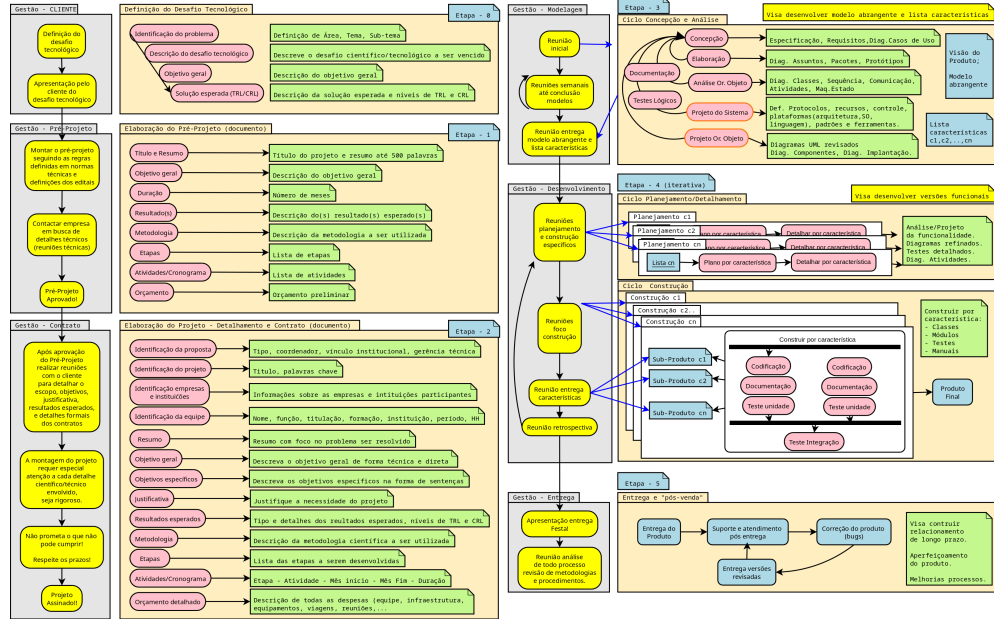 Gestão - CLIENTE
Definição do
desafio
tecnológico
Apresentação pelo
cliente do
desafio tecnológico
Definição do Desafio Tecnológico
Etapa - 0
Identificação do problema
Definição de Área, Tema, Sub-tema
Descrição do desafio tecnológico
Descreve o desafio científico/tecnológico a ser vencido
Objetivo geral
Descrição do objetivo geral
Solução esperada (TRL/CRL)
Descrição da solução esperada e níveis de TRL e CRL
Gestão - Pré-Projeto
Montar o pré-projeto
seguindo as regras
definidas em normas
técnicas e
definições dos editais
Contactar empresa
em busca de
detalhes técnicos
(reuniões técnicas)
Pré-Projeto
Aprovado!
Elaboração do Pré-Projeto (documento)
Etapa - 1
Título e Resumo
Título do projeto e resumo até 500 palavras
Objetivo geral
Descrição do objetivo geral
Duração
Número de meses
Resultado(s)
Descrição do(s) resultado(s) esperado(s)
Metodologia
Descrição da metodologia a ser utilizada
Etapas
Lista de etapas
Atividades/Cronograma
Lista de atividades
Orçamento
Orçamento preliminar
Gestão - Contrato
Após aprovação
do Pré-Projeto
realizar reuniões
com o cliente
para detalhar o
escopo, objetivos,
justificativa,
resultados esperados,
e detalhes formais
dos contratos
A montagem do projeto
requer especial
atenção a cada detalhe
científico/técnico
envolvido,
seja rigoroso.
Não prometa o que não
pode cumprir!
Respeite os prazos!
Projeto
Assinado!!
Elaboração do Projeto - Detalhamento e Contrato (documento)
Etapa - 2
Identificação da proposta
Tipo, coordenador, vínculo institucional, gerência técnica
Identificação do projeto
Título, palavras chave
Identificação empresas
e instituicões
Informações sobre as empresas e intituições participantes
Identificação da equipe
Nome, função, titulação, formação, instituição, período, HH
Resumo
Resumo com foco no problema ser resolvido
Objetivo geral
Descreva o objetivo geral de forma técnica e direta
Objetivos específicos
Descreva os objetivos específicos na forma de sentenças
Justificativa
Justifique a necessidade do projeto
Resultados esperados
Tipo e detalhes dos reultados esperados, níveis de TRL e CRL
Metodologia
Descrição da metodologia científica a ser utilizada
Etapas
Lista das etapas a serem desenvolvidas
Atividades/Cronograma
Etapa - Atividade - Mês início - Mês Fim - Duração
Orçamento detalhado
Descrição de todas as despesas (equipe, infraestrutura,
equipamentos, viagens, reuniões,...
Gestão - Modelagem
Reunião
Inicial
Reuniões semanais
até conclusão
modelos
Reunião entrega
modelo abrangente e
lista características
Etapa - 3
Visa desenvolver modelo abrangente e lista características
Ciclo Concepção e Análise
Concepção
Especificação, Requisitos,Diag.Casos de Uso
Elaboração
Diag. Assuntos, Pacotes, Protótipos
Documentação
Análise Or. Objeto
Diag. Classes, Sequência, Comunicação,
Atividades, Maq.Estado
Testes Lógicos
Projeto do Sistema
Def. Protocolos, recursos, controle,
plataformas(arquitetura,SO,
linguagem), padrões e ferramentas.
Projeto Or. Objeto
Diagramas UML revisados
Diag. Componentes, Diag. Implantação.
Visão do
Produto;
Modelo
abrangente
Lista
características
c1,c2,..,cn
Gestão - Desenvolvimento
Reuniões
planejamento
e construção
específicos
Reuniões
foco
construção
Reunião entrega
características
Reunião retrospectiva
Etapa - 4 (iterativa)
Visa desenvolver versões funcionais
Ciclo Planejamento/Detalhamento
Planejamento c1
Planejamento c2
Planejamento cn
Detalhar por característica
Lista cn
Plano por característica
Detalhar por característica
Análise/Projeto
da funcionalidade.
Diagramas refinados.
Testes detalhados.
Diag. Atividades.
Ciclo  Construção
Construção c1
Construção c2..
Construção cn
Construir por característica
Sub-Produto c1
Sub-Produto c2
Sub-Produto cn
Codificação
Codificação
Documentação
Documentação
Teste unidade
Teste unidade
Teste Integração
Construir por
característica:
- Classes
- Módulos
- Testes
- Manuais
Produto
Final
Gestão - Entrega
Apresentação entrega
Festa!
Reunião análise
de todo processo
revisão de metodologias
e procedimentos.
Etapa - 5
Entrega e "pós-venda"
Entrega do
Produto
Suporte e atendimento
pós entrega
Correção do produto
(bugs)
Entrega versões
revisadas
Visa contruir
relacionamento
de longo prazo.
Aperfeiçoamento
do produto.
Melhorias processos.